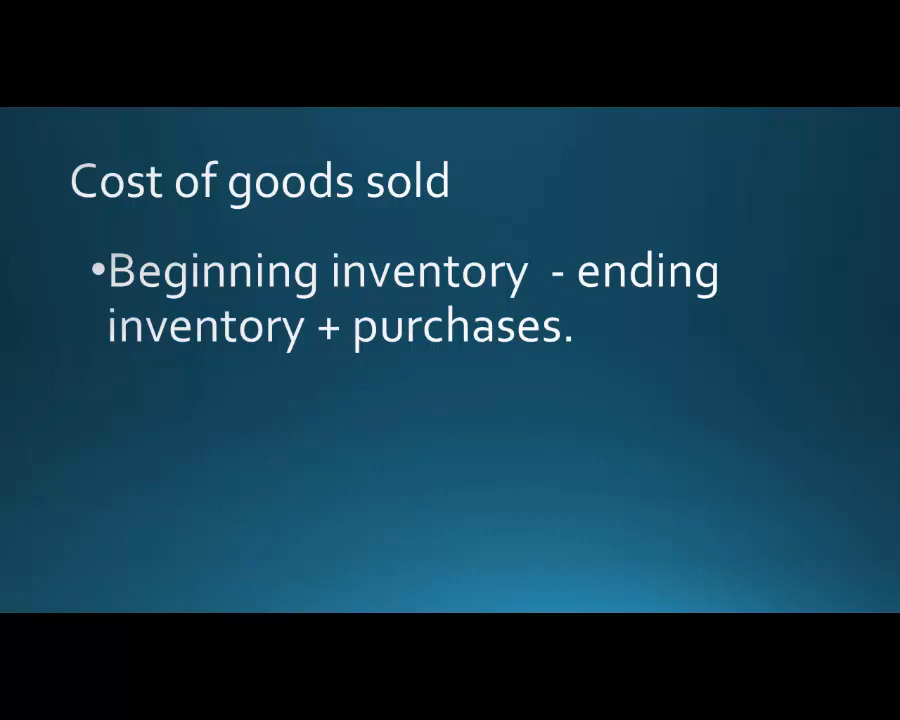 Cost of goods sold
•Beginning inventory - ending
inventory + purchases.